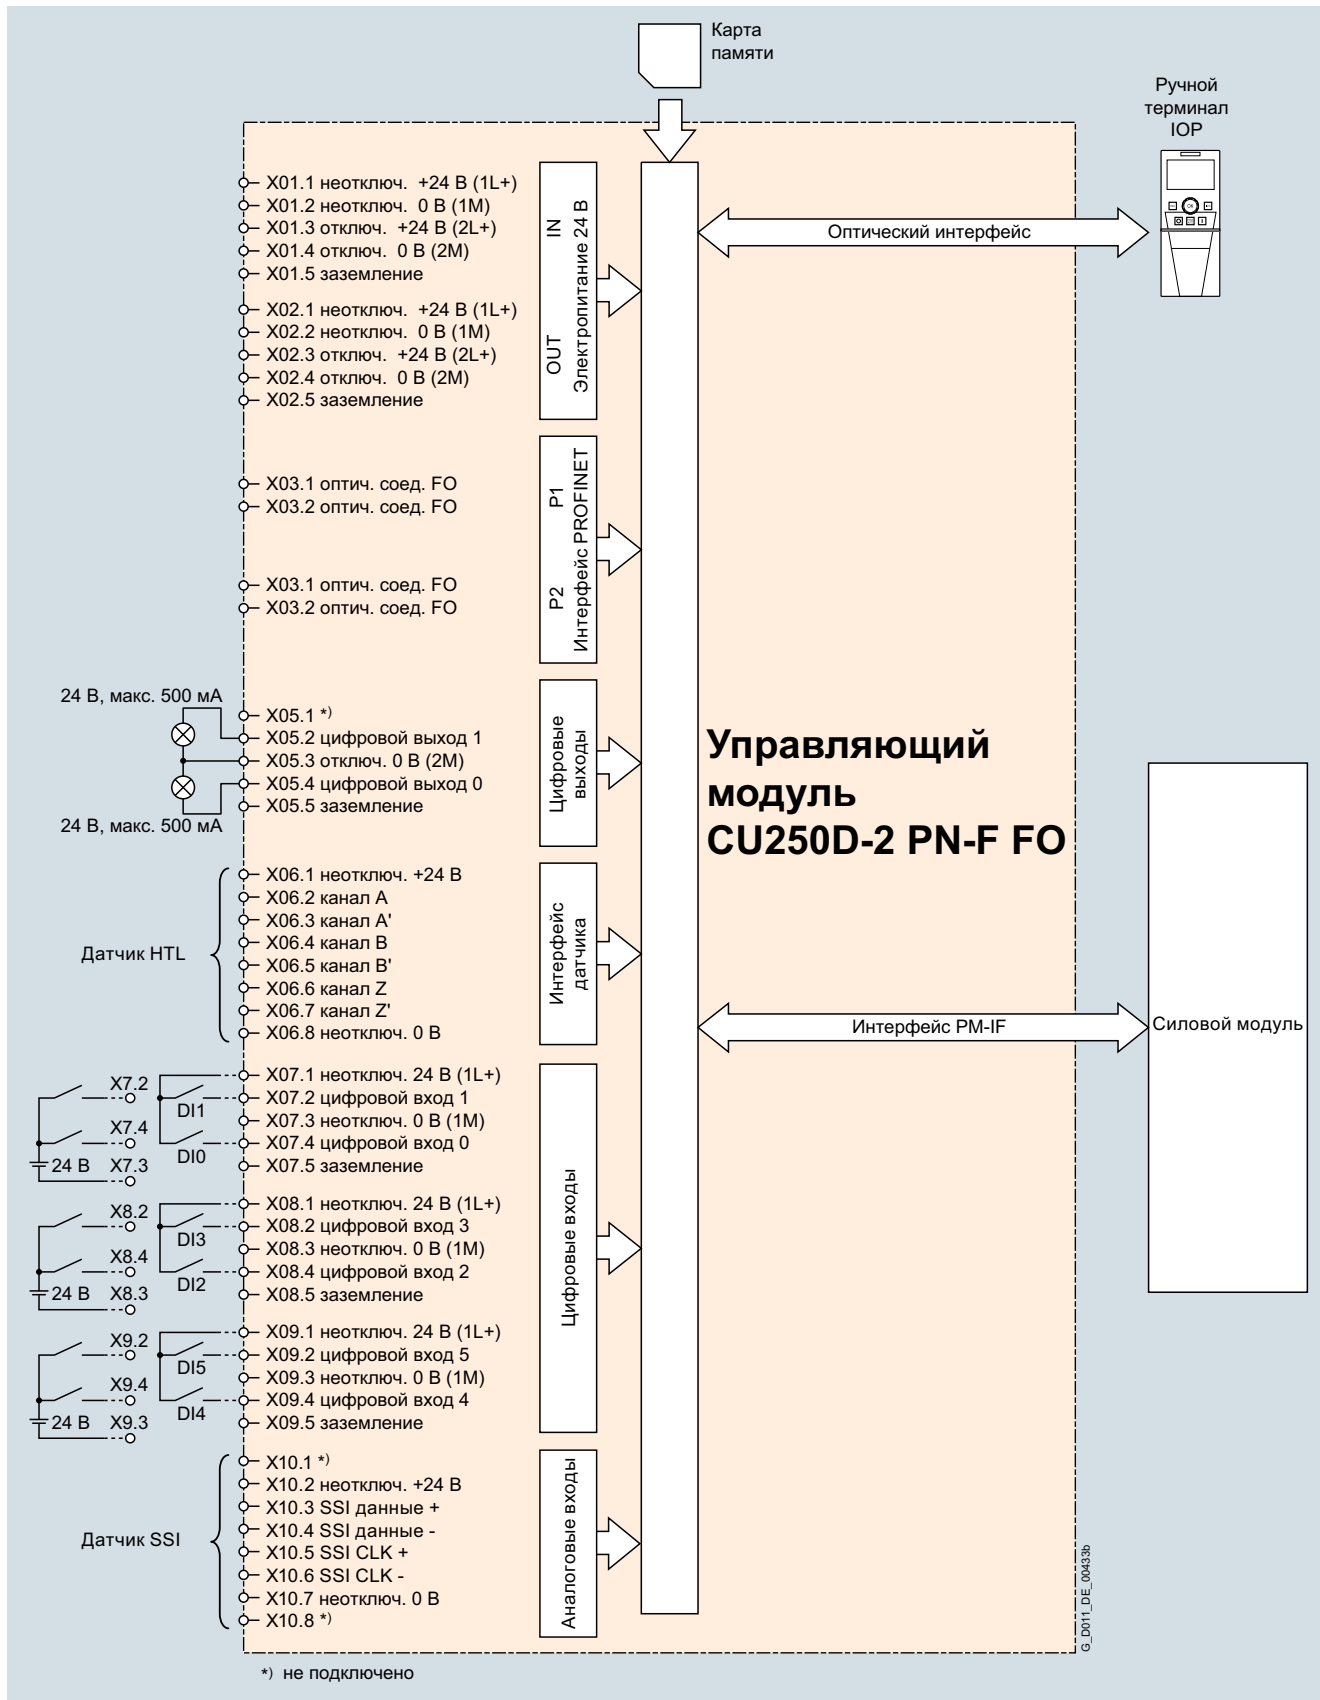 Карта
памяти
Ручной
терминал
IOP
X01.1 неотключ. +24 В (1L+)
X01.2 неотключ. 0 В (1M)
X01.3 отключ. +24 В (2L+)
X01.4 отключ. 0 В (2M)
X01.5 заземление
X02.1 неотключ. +24 В (1L+)
X02.2 неотключ. 0 В (1M)
X02.3 отключ. +24 В (2L+)
X02.4 отключ. 0 В (2M)
X02.5 заземление
OUT IN
Электропитание 24 В
Оптический интерфейс
OK
X03.1 оптич. соед. FO
X03.2 оптич. соед. FO
X03.1 оптич. соед. FO
X03.2 оптич. соед. FO
P2 P1
Интерфейс PROFINET
24 В, макс. 500 мА
24 В, макс. 500 мА
X05.1 *)
X05.2 цифровой выход 1
X05.3 отключ. 0 В (2M)
X05.4 цифровой выход 0
X05.5 заземление
Цифровые
выходы
Управляющий
модуль
CU250D-2 PN-F FO
Датчик HTL
X06.1 неотключ. +24 В
X06.2 канал A
X06.3 канал A'
X06.4 канал B
X06.5 канал B'
X06.6 канал Z
X06.7 канал Z'
X06.8 неотключ. 0 В
Интерфейс
датчика
Интерфейс PM-IF
Силовой модуль
X7.2
X7.4
24 В X7.3
DI1
DI0
X07.1 неотключ. 24 В (1L+)
X07.2 цифровой вход 1
X07.3 неотключ. 0 В (1M)
X07.4 цифровой вход 0
X07.5 заземление
X8.2
X8.4
24 В X8.3
DI3
DI2
X08.1 неотключ. 24 В (1L+)
X08.2 цифровой вход 3
X08.3 неотключ. 0 В (1M)
X08.4 цифровой вход 2
X08.5 заземление
X9.2
X9.4
24 В X9.3
DI5
DI4
X09.1 неотключ. 24 В (1L+)
X09.2 цифровой вход 5
X09.3 неотключ. 0 В (1M)
X09.4 цифровой вход 4
X09.5 заземление
Цифровые входы
Датчик SSI
X10.1 *)
X10.2 неотключ. +24 В
X10.3 SSI данные +
X10.4 SSI данные -
X10.5 SSI CLK +
X10.6 SSI CLK -
X10.7 неотключ. 0 В
X10.8 *)
Аналоговые входы
G_D011_DE_00433b
*) не подключено